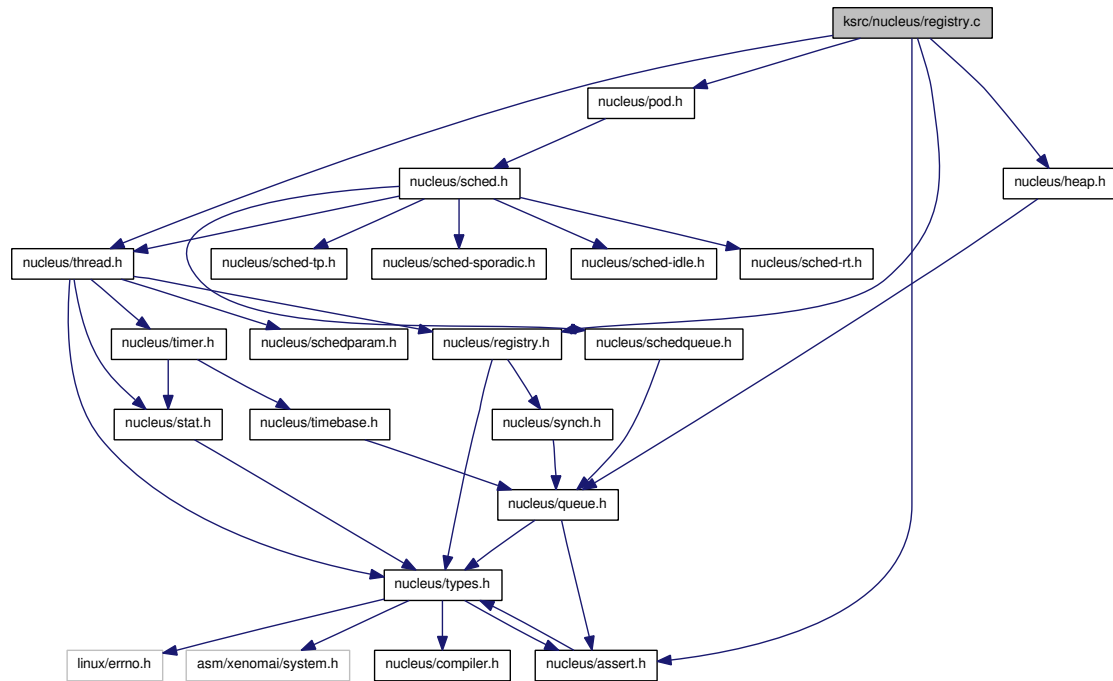 ksrc/nucleus/registry.c
nucleus/pod.h
nucleus/sched.h
nucleus/heap.h
nucleus/thread.h
nucleus/sched-tp.h
nucleus/sched-sporadic.h
nucleus/sched-idle.h
nucleus/sched-rt.h
nucleus/timer.h
nucleus/schedparam.h
nucleus/registry.h
nucleus/schedqueue.h
nucleus/stat.h
nucleus/timebase.h
nucleus/synch.h
nucleus/queue.h
nucleus/types.h
linux/errno.h
asm/xenomai/system.h
nucleus/compiler.h
nucleus/assert.h